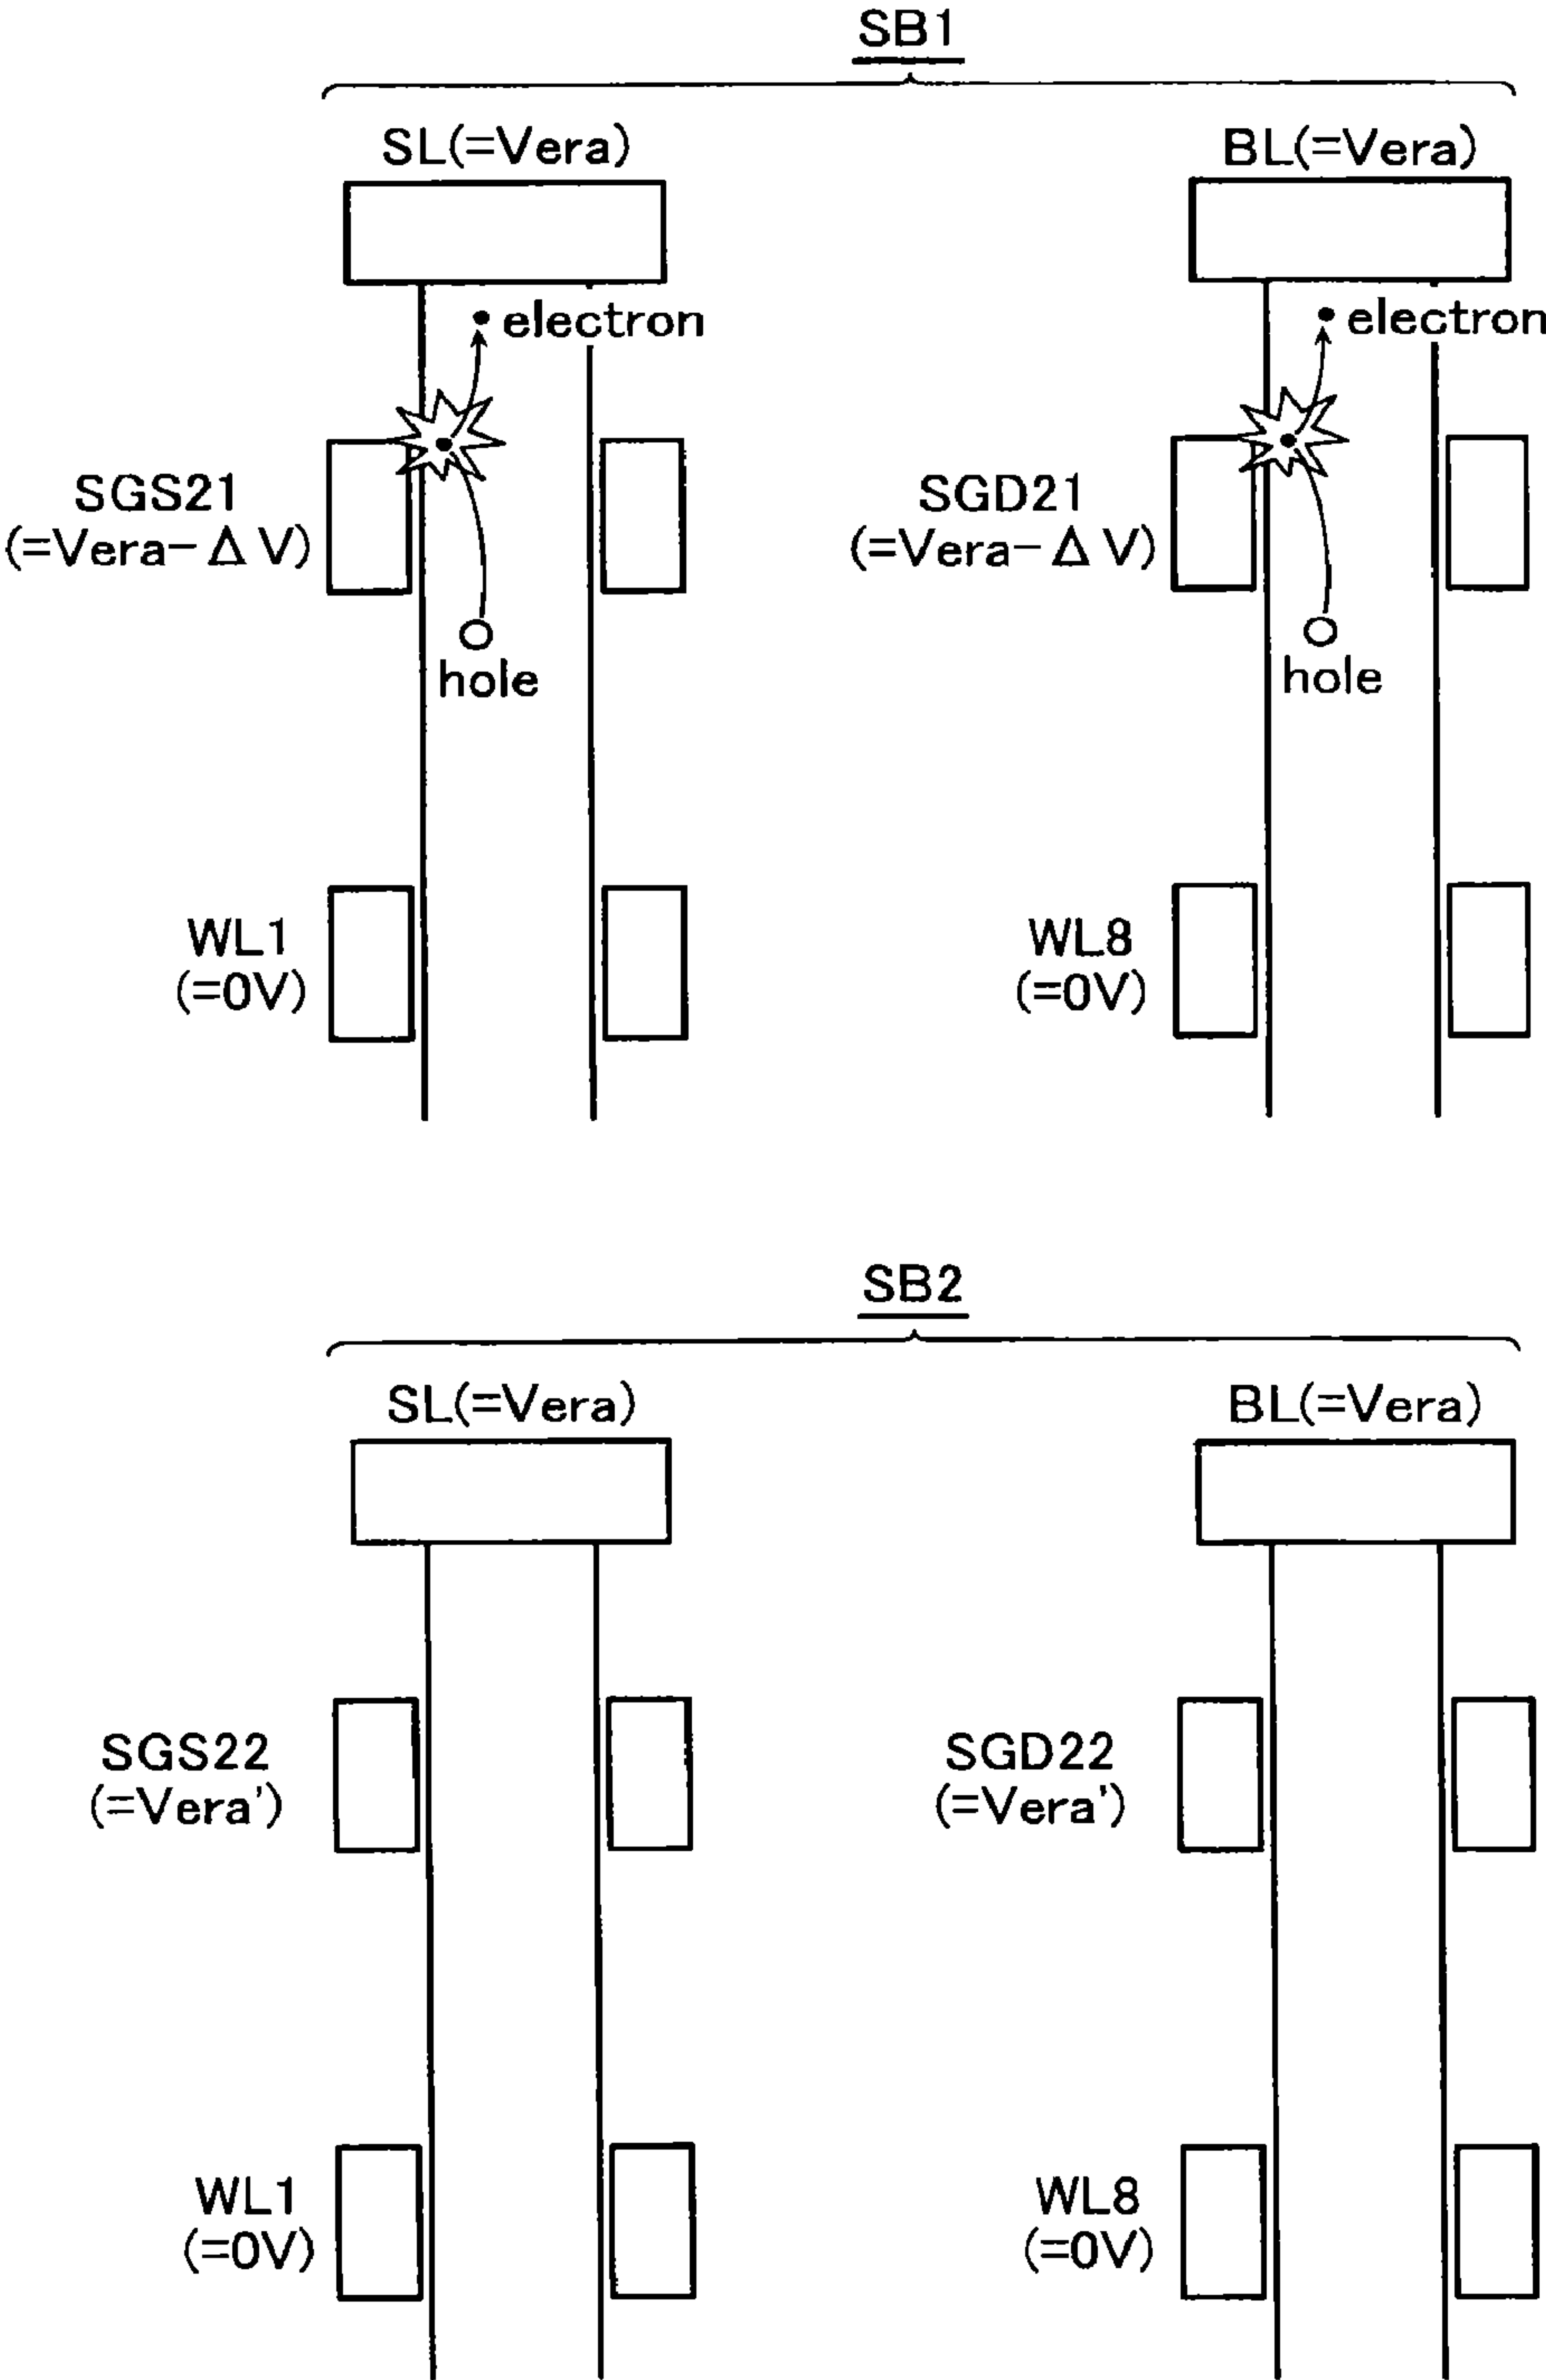 SB1
SL(=Vera)
BL(=Vera)
electron
electron
SGS21
(=Vera-ΔV)
SGD21
(=Vera-ΔV)
hole
hole
WL1
(=0V)
WL8
(=0V)
SB2
SL(=Vera)
BL(=Vera)
SGS22
(=Vera')
SGD22
(=Vera')
WL1
(=0V)
WL8
(=0V)